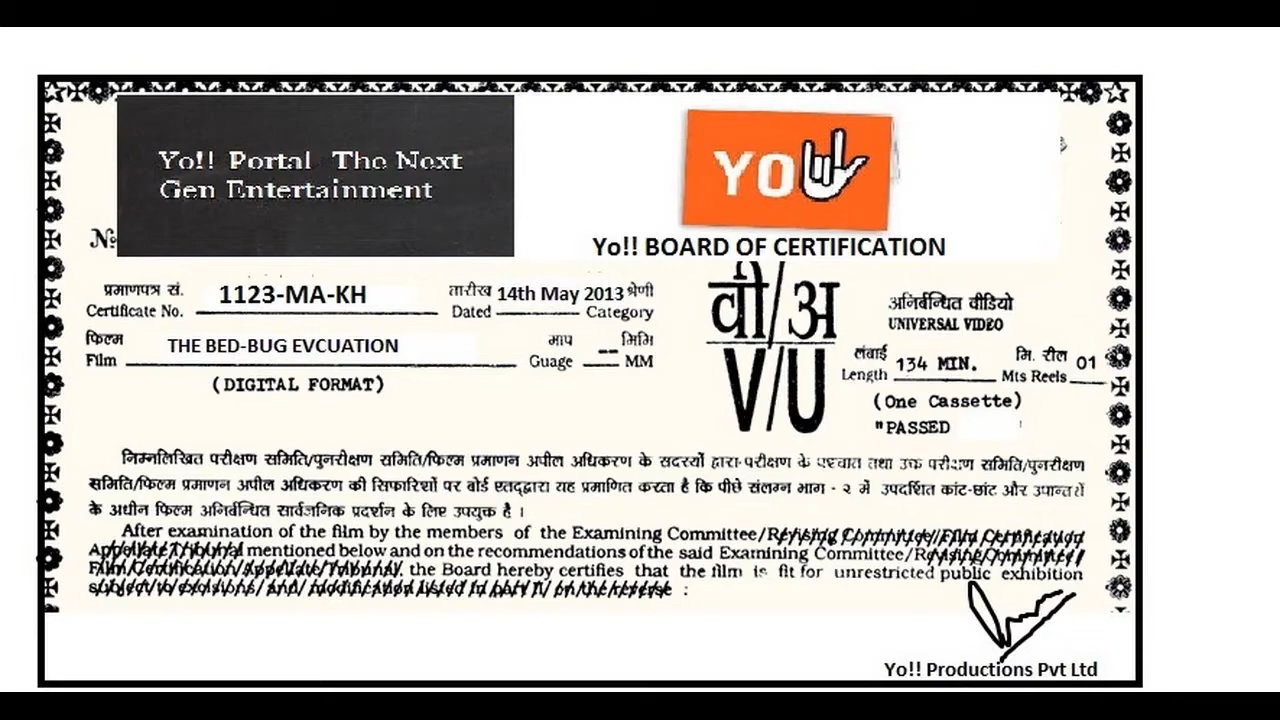 Yo!! Portal The Next
Gen Entertainment
YO
Yo!! BOARD OF CERTIFICATION
№
प्रमाणपत्र सं. 1123-MA-KH तारीख 14th May 2013 श्रेणी
Certificate No. Dated Category
वी/अ
V/U
अनिर्बन्धित वीडियो
UNIVERSAL VIDEO
फिल्म THE BED-BUG EVCUATION माप -- मिमि
Film Guage MM
(DIGITAL FORMAT)
लंबाई 134 MIN. मि. रील 01
Length Mts Reels
(One Cassette)
"PASSED
निम्नलिखित परीक्षण समिति/पुनरीक्षण समिति/फिल्म प्रमाणन अपील अधिकरण के सदस्यों द्वारा परीक्षण के पश्चात तथा उक्त परीक्षण समिति/पुनरीक्षण
समिति/फिल्म प्रमाणन अपील अधिकरण की सिफारिशों पर बोर्ड एतद्द्वारा यह प्रमाणित करता है कि पीछे संलग्न भाग - २ में उपदर्शित कांट-छांट और उपान्तरों
के अधीन फिल्म अनिर्बन्धित सार्वजनिक प्रदर्शन के लिए उपयुक्त है ।
After examination of the film by the members of the Examining Committee/Revising Committee/Film Certification
Appellate Tribunal mentioned below and on the recommendations of the said Examining Committee/Revising Committee/
Film Certification Appellate Tribunal, the Board hereby certifies that the film is fit for unrestricted public exhibition
subject to excisions and modification listed in part II on the reverse :
Yo!! Productions Pvt Ltd